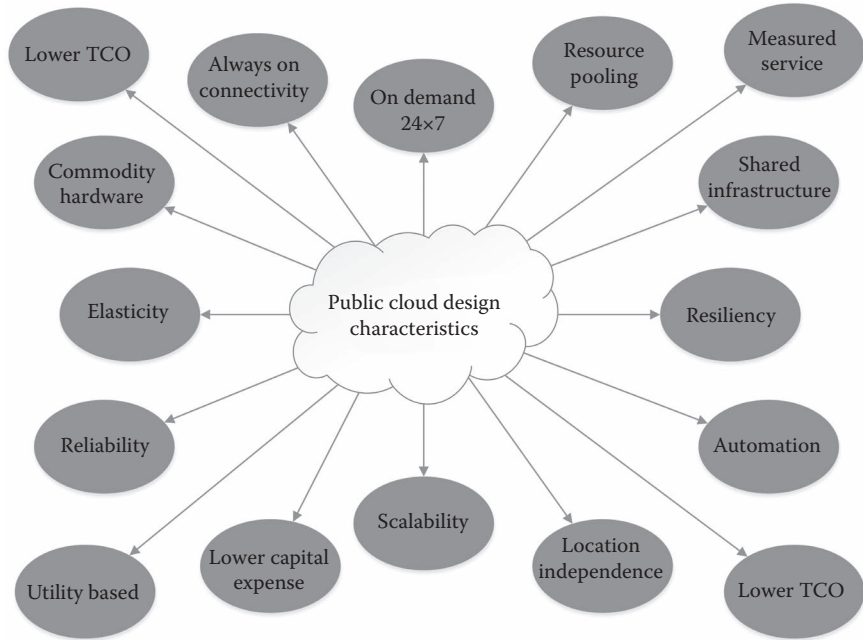 Lower TCO
Always on
connectivity
On demand
24×7
Resource
pooling
Measured
service
Commodity
hardware
Shared
infrastructure
Elasticity
Public cloud design
characteristics
Resiliency
Reliability
Automation
Utility based
Lower capital
expense
Scalability
Location
independence
Lower TCO